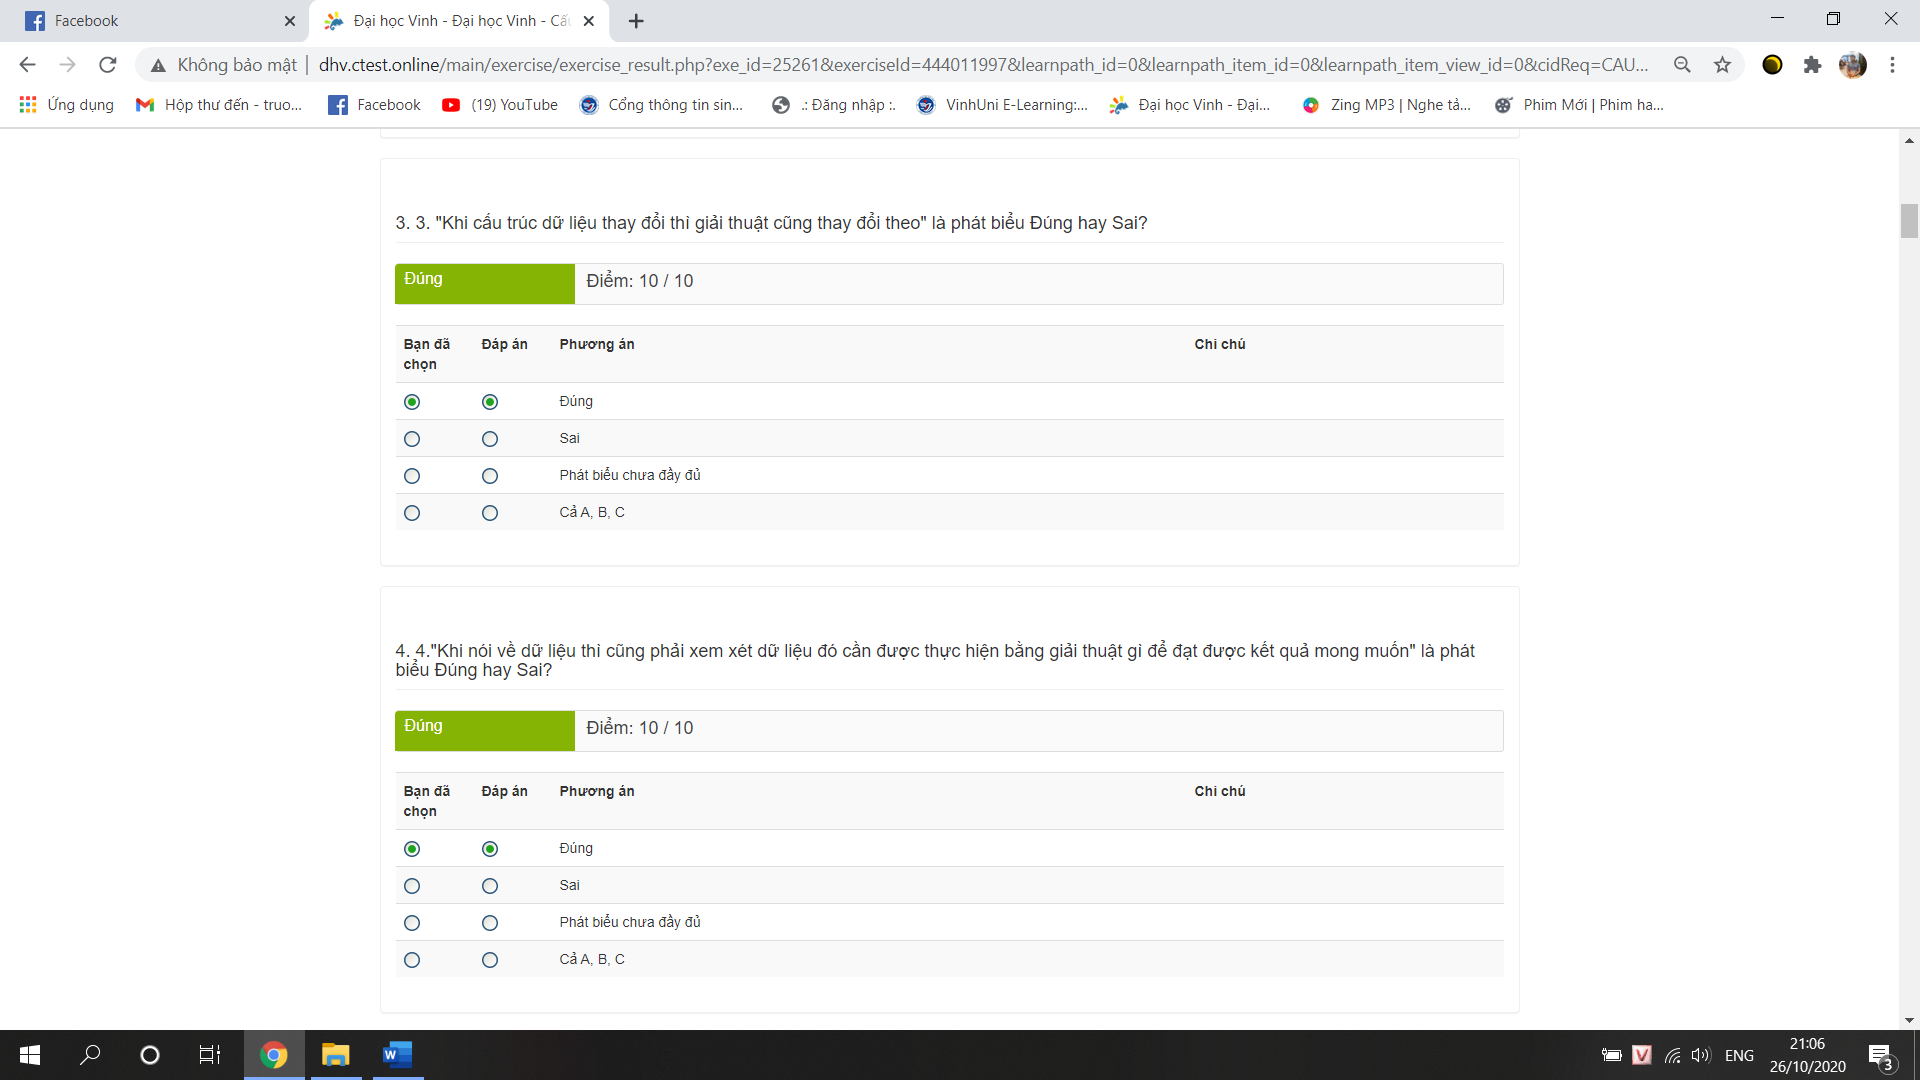 Facebook
Đại học Vinh - Đại học Vinh - Cấu
Không bảo mật
dhv.ctest.online/main/exercise/exercise_result.php?exe_id=25261&exerciseId=444011997&learnpath_id=0&learnpath_item_id=0&learnpath_item_view_id=0&cidReq=CAU...
Ứng dụng
Hộp thư đến - truo...
Facebook
(19) YouTube
Cổng thông tin sin...
.: Đăng nhập :.
VinhUni E-Learning:...
Đại học Vinh - Đại...
Zing MP3 | Nghe tả...
Phim Mới | Phim ha...
3. 3. "Khi cấu trúc dữ liệu thay đổi thì giải thuật cũng thay đổi theo" là phát biểu Đúng hay Sai?
Đúng
Điểm: 10 / 10
Bạn đã chọn
Đáp án
Phương án
Chi chú
Đúng
Sai
Phát biểu chưa đầy đủ
Cả A, B, C
4. 4."Khi nói về dữ liệu thì cũng phải xem xét dữ liệu đó cần được thực hiện bằng giải thuật gì để đạt được kết quả mong muốn" là phát
biểu Đúng hay Sai?
Đúng
Điểm: 10 / 10
Bạn đã chọn
Đáp án
Phương án
Chi chú
Đúng
Sai
Phát biểu chưa đầy đủ
Cả A, B, C
ENG
21:06
26/10/2020
3